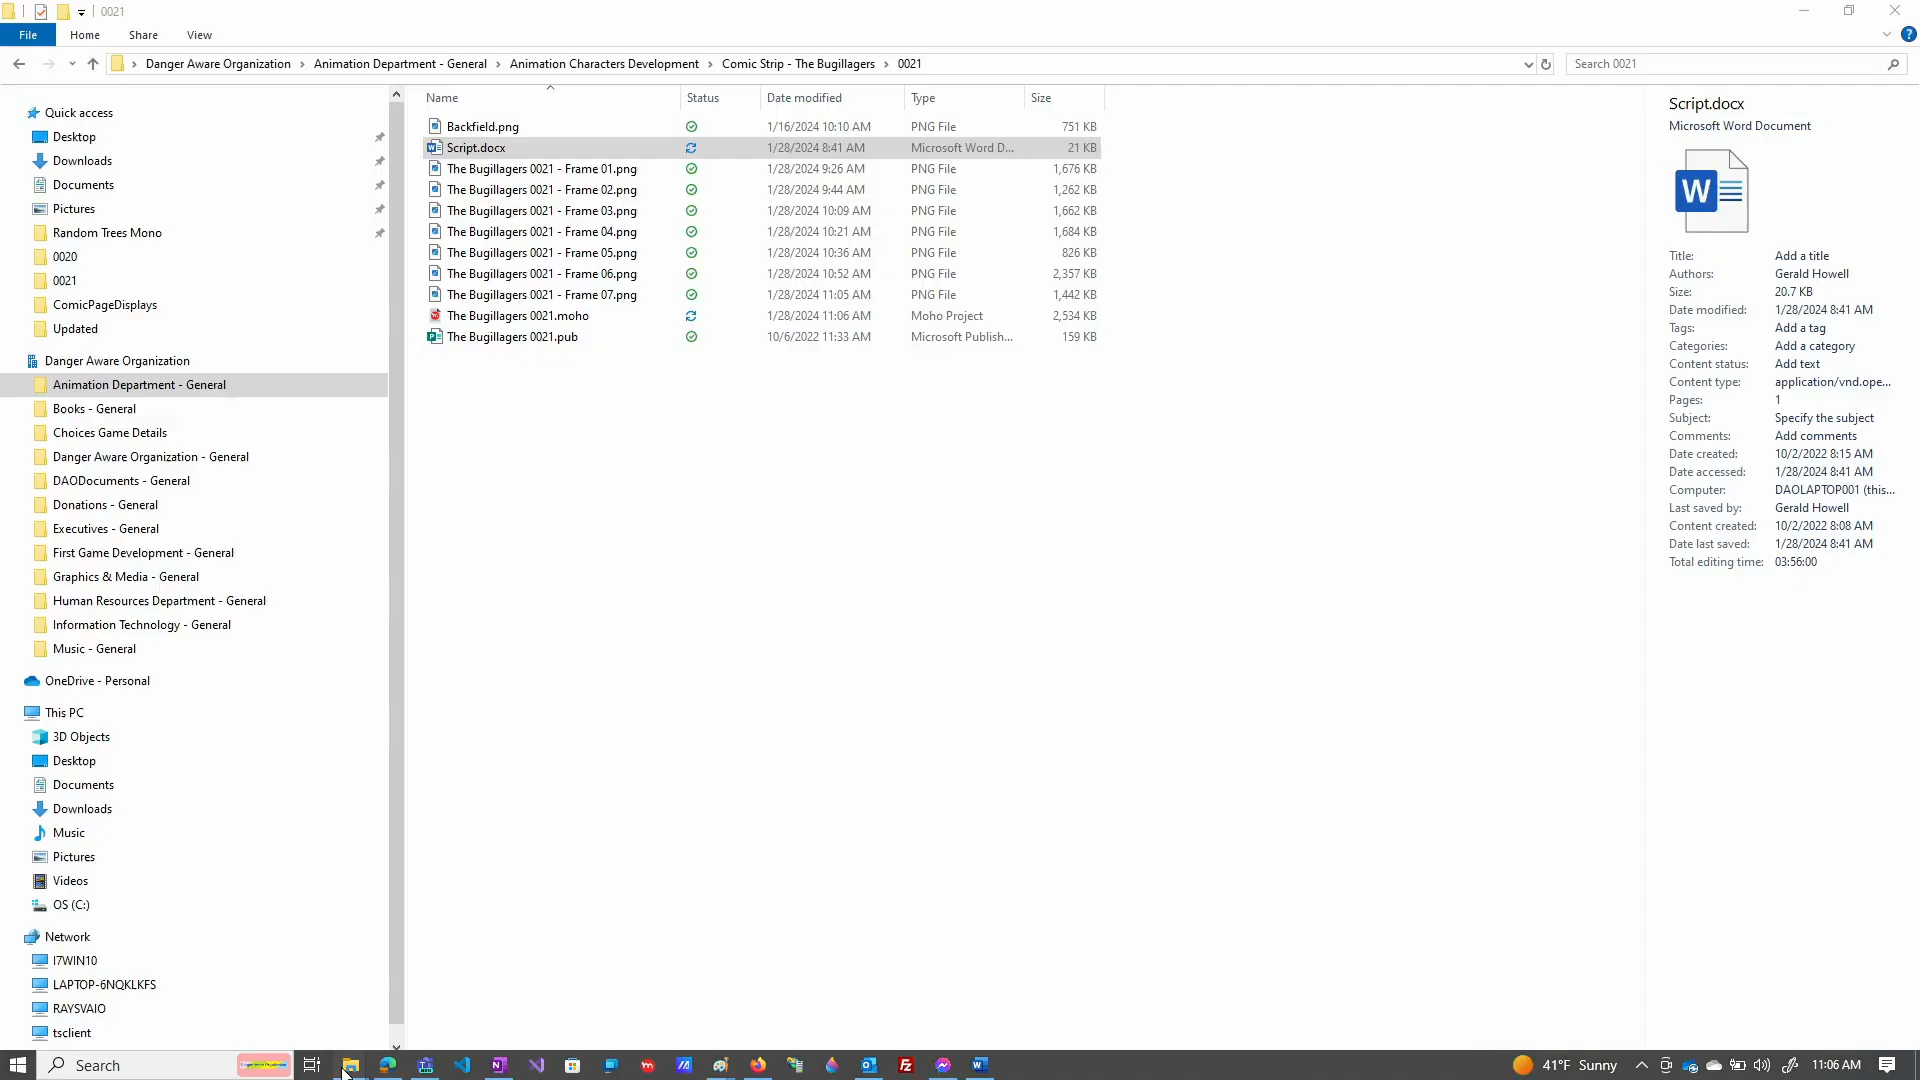 0021
File Home Share View
Danger Aware Organization > Animation Department - General > Animation Characters Development > Comic Strip - The Bugillagers > 0021
Search 0021
Quick access
Desktop
Downloads
Documents
Pictures
Random Trees Mono
0020
0021
ComicPageDisplays
Updated
Danger Aware Organization
Animation Department - General
Books - General
Choices Game Details
Danger Aware Organization - General
DAODocuments - General
Donations - General
Executives - General
First Game Development - General
Graphics & Media - General
Human Resources Department - General
Information Technology - General
Music - General
OneDrive - Personal
This PC
3D Objects
Desktop
Documents
Downloads
Music
Pictures
Videos
OS (C:)
Network
I7WIN10
LAPTOP-6NQKLKFS
RAYSVAIO
tsclient
Name Status Date modified Type Size
Backfield.png 1/16/2024 10:10 AM PNG File 751 KB
Script.docx 1/28/2024 8:41 AM Microsoft Word D... 21 KB
The Bugillagers 0021 - Frame 01.png 1/28/2024 9:26 AM PNG File 1,676 KB
The Bugillagers 0021 - Frame 02.png 1/28/2024 9:44 AM PNG File 1,262 KB
The Bugillagers 0021 - Frame 03.png 1/28/2024 10:09 AM PNG File 1,662 KB
The Bugillagers 0021 - Frame 04.png 1/28/2024 10:21 AM PNG File 1,684 KB
The Bugillagers 0021 - Frame 05.png 1/28/2024 10:36 AM PNG File 826 KB
The Bugillagers 0021 - Frame 06.png 1/28/2024 10:52 AM PNG File 2,357 KB
The Bugillagers 0021 - Frame 07.png 1/28/2024 11:05 AM PNG File 1,442 KB
The Bugillagers 0021.moho 1/28/2024 11:06 AM Moho Project 2,534 KB
The Bugillagers 0021.pub 10/6/2022 11:33 AM Microsoft Publish... 159 KB
Script.docx
Microsoft Word Document
W
Title: Add a title
Authors: Gerald Howell
Size: 20.7 KB
Date modified: 1/28/2024 8:41 AM
Tags: Add a tag
Categories: Add a category
Content status: Add text
Content type: application/vnd.ope...
Pages: 1
Subject: Specify the subject
Comments: Add comments
Date created: 10/2/2022 8:15 AM
Date accessed: 1/28/2024 8:41 AM
Computer: DAOLAPTOP001 (this...
Last saved by: Gerald Howell
Content created: 10/2/2022 8:08 AM
Date last saved: 1/28/2024 8:41 AM
Total editing time: 03:56:00
Search
41°F Sunny
11:06 AM